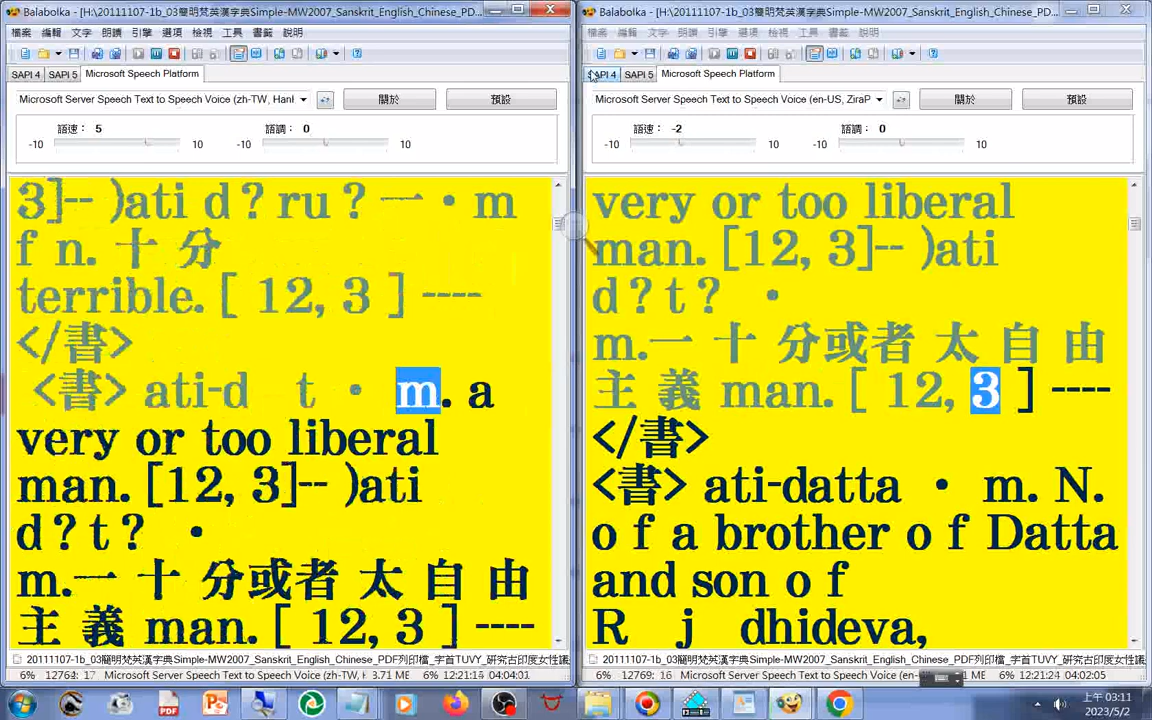 Balabolka - [H:\20111107-1b_03簡明梵英漢字典Simple-MW2007_Sanskrit_English_Chinese_PD...
檔案 編輯 文字 朗讀 引擎 選項 檢視 工具 書籤 說明
SAPI 4 SAPI 5 Microsoft Speech Platform
Microsoft Server Speech Text to Speech Voice (zh-TW, Hanl
關於 預設
語速: 5 語調: 0
-10 10 -10 10
3]-- )ati d?ru?一•m
f n. 十 分
terrible. [ 12, 3 ] ----
</書>
<書> ati-d t • m. a
very or too liberal
man. [12, 3]-- )ati
d?t? •
m.一 十 分或者 太 自 由
主 義 man. [ 12, 3 ] ----
20111107-1b_03簡明梵英漢字典Simple-MW2007_Sanskrit_English_Chinese_PDF列印檔_字首TUVY_研究古印度女性議
6% 12764: 17 Microsoft Server Speech Text to Speech Voice (zh-TW, 3.71 ME 6% 12:21:15 04:04:01
Balabolka - [H:\20111107-1b_03簡明梵英漢字典Simple-MW2007_Sanskrit_English_Chinese_PD...
檔案 編輯 文字 朗讀 引擎 選項 檢視 工具 書籤 說明
SAPI 4 SAPI 5 Microsoft Speech Platform
Microsoft Server Speech Text to Speech Voice (en-US, ZiraP
關於 預設
語速: -2 語調: 0
-10 10 -10 10
very or too liberal
man. [12, 3]-- )ati
d?t? •
m.一 十 分或者 太 自 由
主 義 man. [ 12, 3 ] ----
</書>
<書> ati-datta • m. N.
o f a brother o f Datta
and son o f
R j dhideva,
20111107-1b_03簡明梵英漢字典Simple-MW2007_Sanskrit_English_Chinese_PDF列印檔_字首TUVY_研究古印度女性議
6% 12769: 16 Microsoft Server Speech Text to Speech Voice (en-US, 6% 12:21:24 04:02:05
上午 03:11
2023/5/2